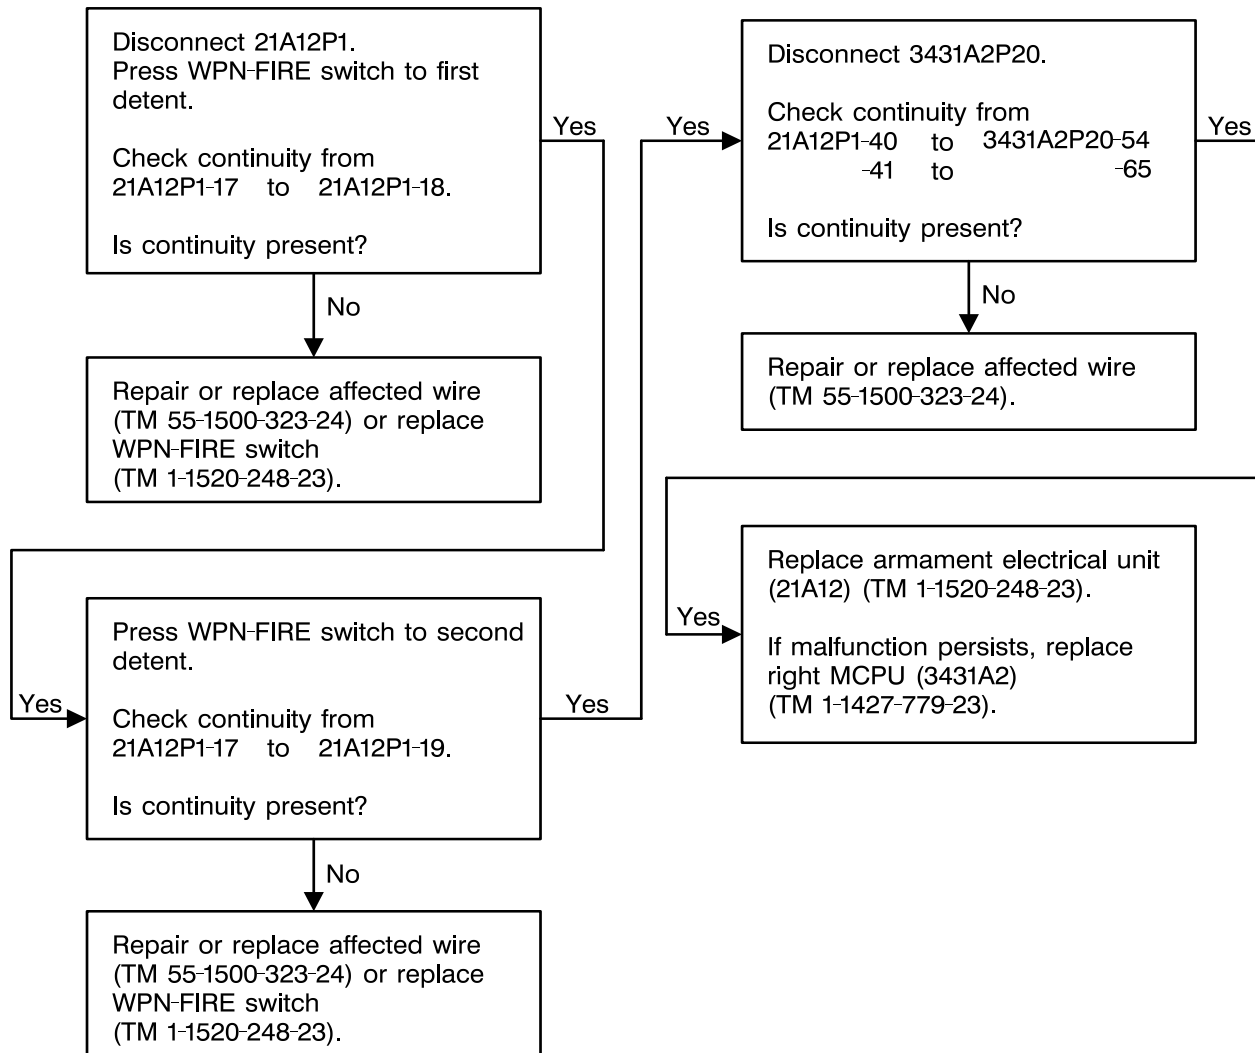 Disconnect 21A12P1.
Press WPN-FIRE switch to first
detent.
Check continuity from
21A12P1-17 to 21A12P1-18.
Is continuity present?
Yes
No
Repair or replace affected wire
(TM 55-1500-323-24) or replace
WPN-FIRE switch
(TM 1-1520-248-23).
Yes
Press WPN-FIRE switch to second
detent.
Check continuity from
21A12P1-17 to 21A12P1-19.
Is continuity present?
Yes
No
Repair or replace affected wire
(TM 55-1500-323-24) or replace
WPN-FIRE switch
(TM 1-1520-248-23).
Yes
Disconnect 3431A2P20.
Check continuity from
21A12P1-40 to 3431A2P20-54
-41 to -65
Is continuity present?
Yes
No
Repair or replace affected wire
(TM 55-1500-323-24).
Yes
Replace armament electrical unit
(21A12) (TM 1-1520-248-23).
If malfunction persists, replace
right MCPU (3431A2)
(TM 1-1427-779-23).